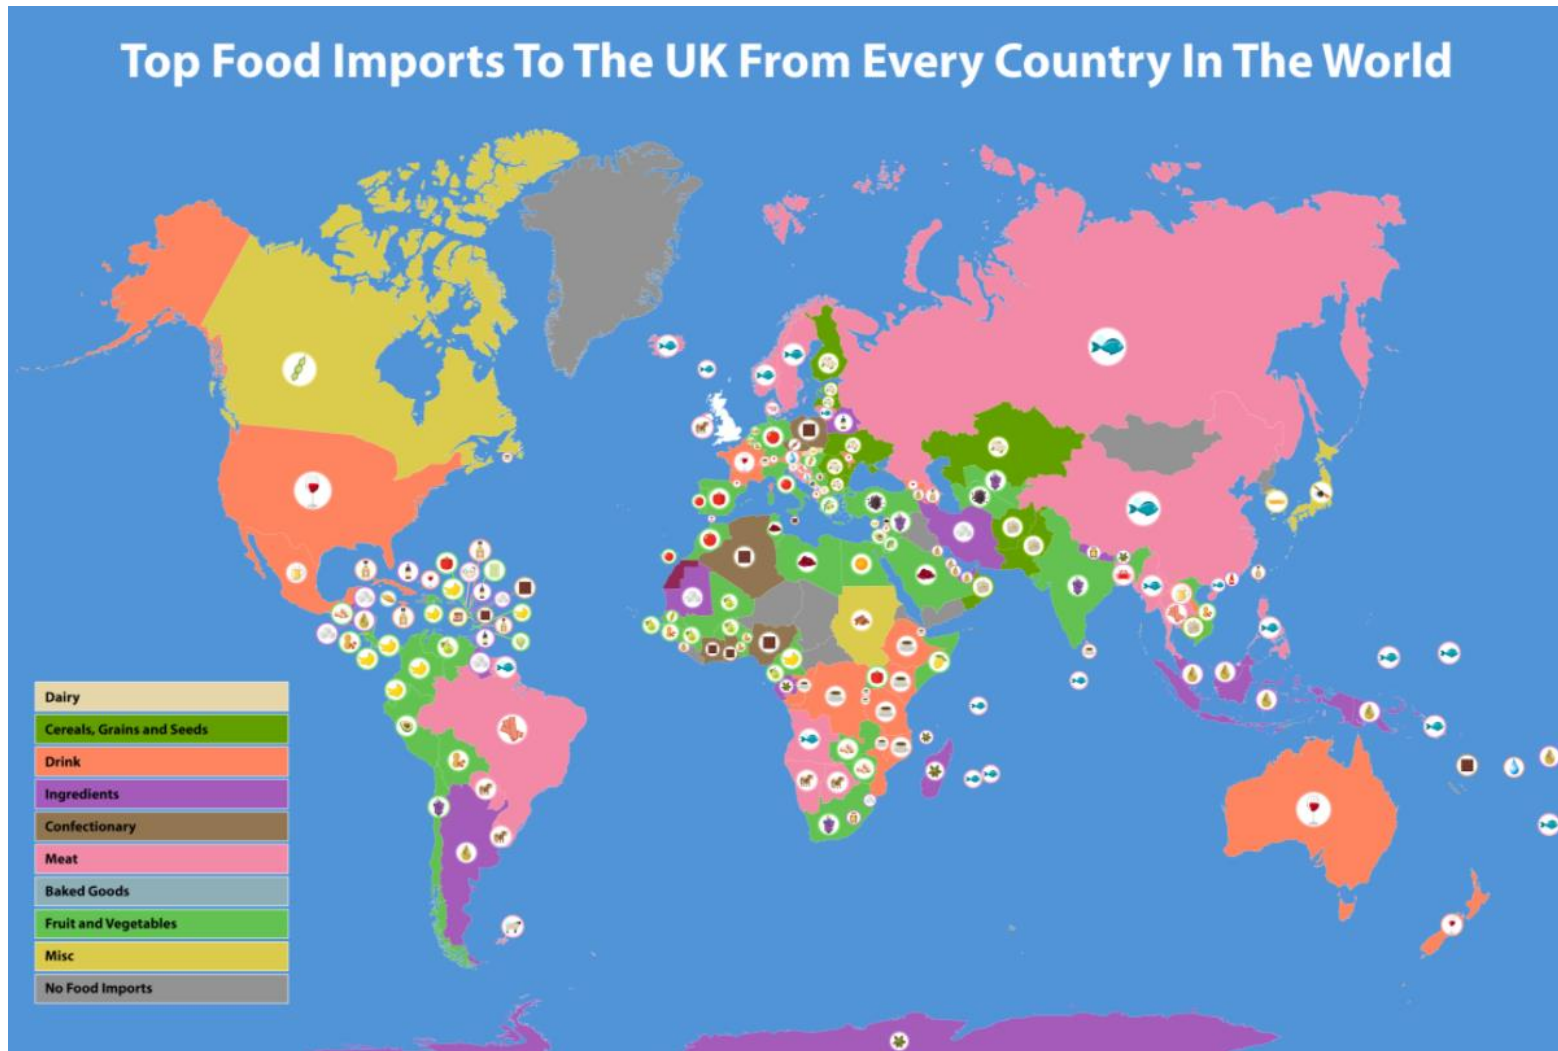 Top Food Imports To The UK From Every Country In The World
Dairy
Cereals, Grains and Seeds
Drink
Ingredients
Confectionary
Meat
Baked Goods
Fruit and Vegetables
Misc
No Food Imports